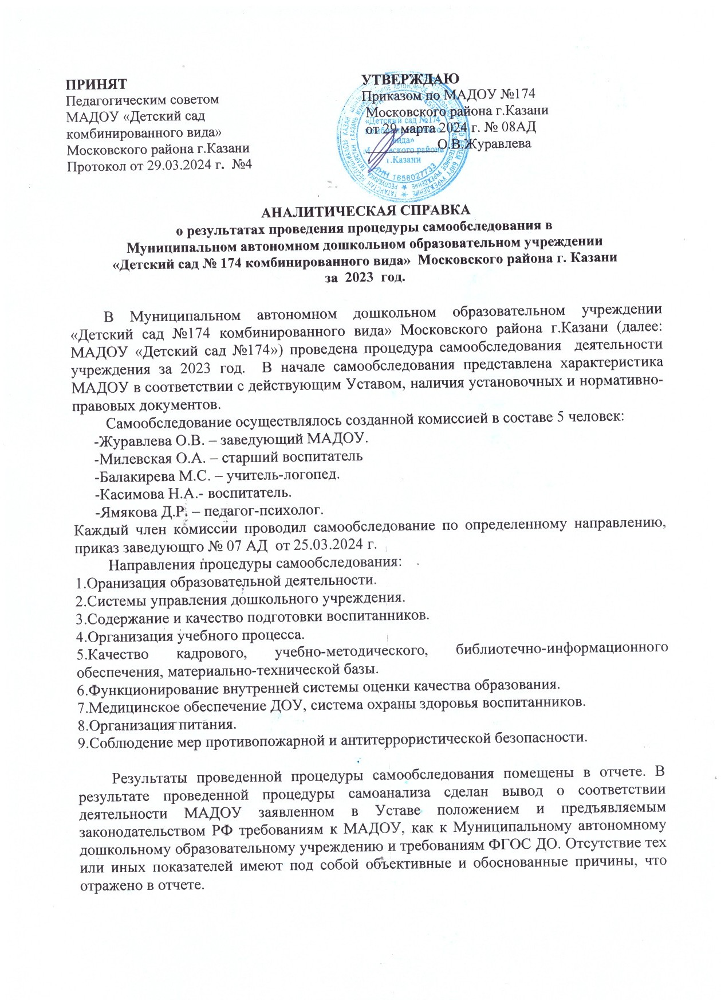 ПРИНЯТ
Педагогическим советом
МАДОУ «Детский сад
комбинированного вида»
Московского района г.Казани
Протокол от 29.03.2024 г.  №4
УТВЕРЖДАЮ
Приказом по МАДОУ №174
Московского района г.Казани
от 29 марта 2024 г. № 08АД
О.В.Журавлева
«Детский сад №174
вида»
района
г.Казани
ИНН 1658027733
АНАЛИТИЧЕСКАЯ СПРАВКА
о результатах проведения процедуры самообследования в
Муниципальном автономном дошкольном образовательном учреждении
«Детский сад № 174 комбинированного вида»  Московского района г. Казани
за  2023  год.
В Муниципальном автономном дошкольном образовательном учреждении
«Детский сад №174 комбинированного вида» Московского района г.Казани (далее:
МАДОУ «Детский сад №174») проведена процедура самообследования  деятельности
учреждения за 2023 год.  В начале самообследования представлена характеристика
МАДОУ в соответствии с действующим Уставом, наличия установочных и нормативно-
правовых документов.
Самообследование осуществлялось созданной комиссией в составе 5 человек:
-Журавлева О.В. – заведующий МАДОУ.
-Милевская О.А. – старший воспитатель
-Балакирева М.С. – учитель-логопед.
-Касимова Н.А.- воспитатель.
-Ямякова Д.Р. – педагог-психолог.
Каждый член комиссии проводил самообследование по определенному направлению,
приказ заведующго № 07 АД  от 25.03.2024 г.
Направления процедуры самообследования:
1.Оранизация образовательной деятельности.
2.Системы управления дошкольного учреждения.
3.Содержание и качество подготовки воспитанников.
4.Организация учебного процесса.
5.Качество кадрового, учебно-методического, библиотечно-информационного
обеспечения, материально-технической базы.
6.Функционирование внутренней системы оценки качества образования.
7.Медицинское обеспечение ДОУ, система охраны здоровья воспитанников.
8.Организация питания.
9.Соблюдение мер противопожарной и антитеррористической безопасности.
Результаты проведенной процедуры самообследования помещены в отчете. В
результате проведенной процедуры самоанализа сделан вывод о соответствии
деятельности МАДОУ заявленном в Уставе положением и предъявляемым
законодательством РФ требованиям к МАДОУ, как к Муниципальному автономному
дошкольному образовательному учреждению и требованиям ФГОС ДО. Отсутствие тех
или иных показателей имеют под собой объективные и обоснованные причины, что
отражено в отчете.